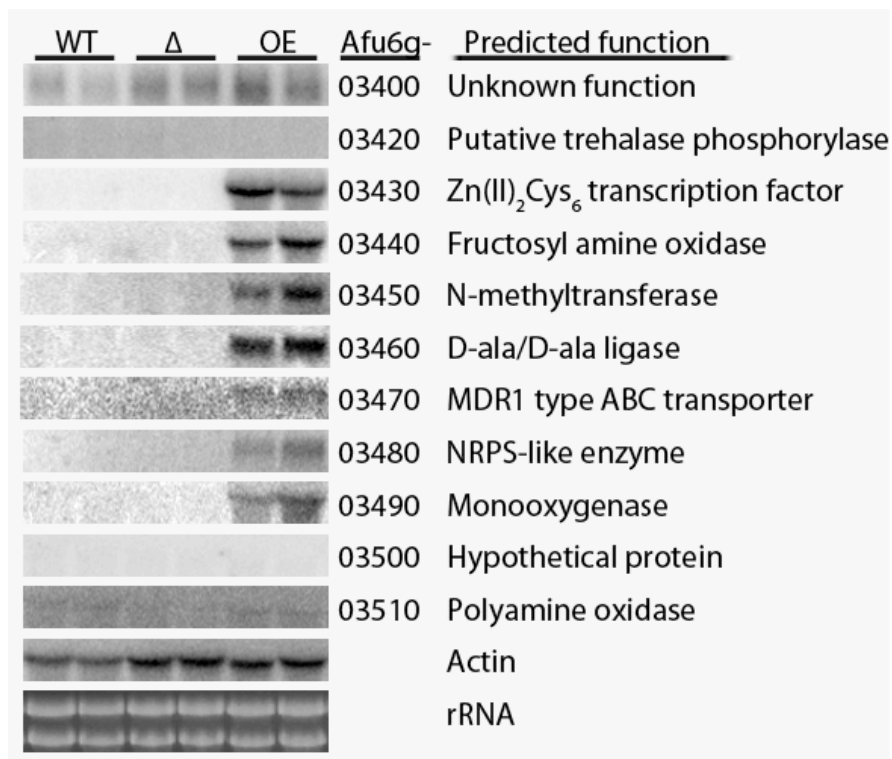 WT Δ OE Afu6g- Predicted function
03400 Unknown function
03420 Putative trehalase phosphorylase
03430 Zn(II)₂Cys₆ transcription factor
03440 Fructosyl amine oxidase
03450 N-methyltransferase
03460 D-ala/D-ala ligase
03470 MDR1 type ABC transporter
03480 NRPS-like enzyme
03490 Monooxygenase
03500 Hypothetical protein
03510 Polyamine oxidase
Actin
rRNA